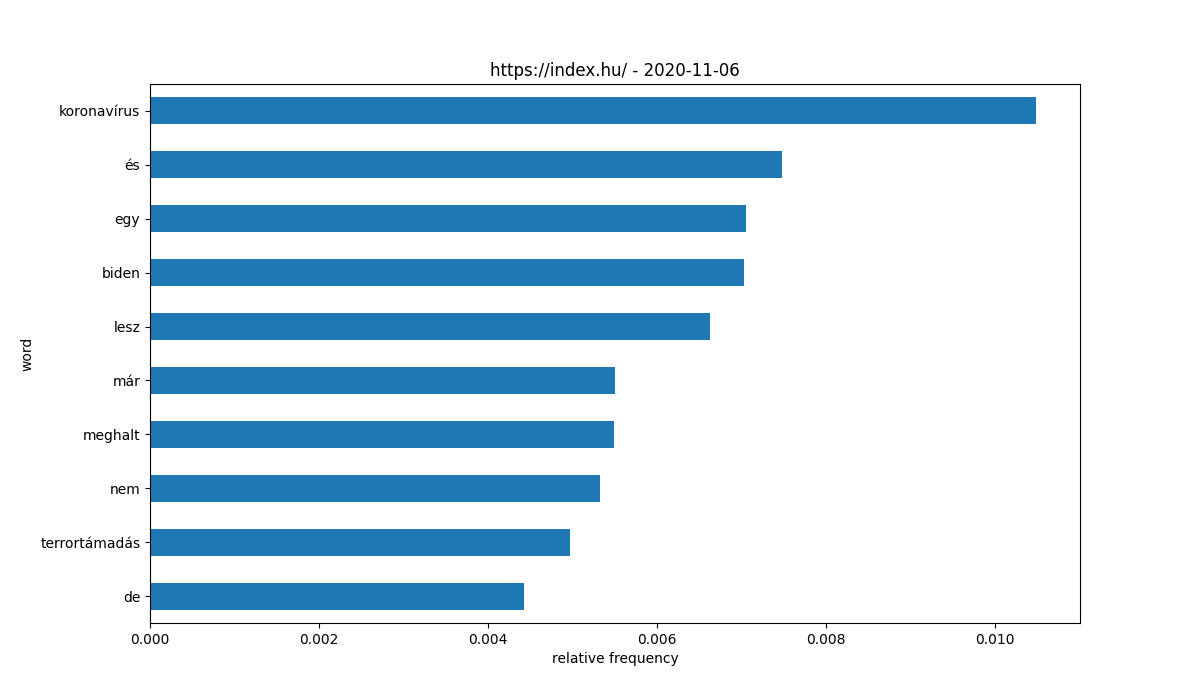 https://index.hu/ - 2020-11-06
koronavírus
és
egy
biden
lesz
már
meghalt
nem
terrortámadás
de
word
0.000 0.002 0.004 0.006 0.008 0.010
relative frequency